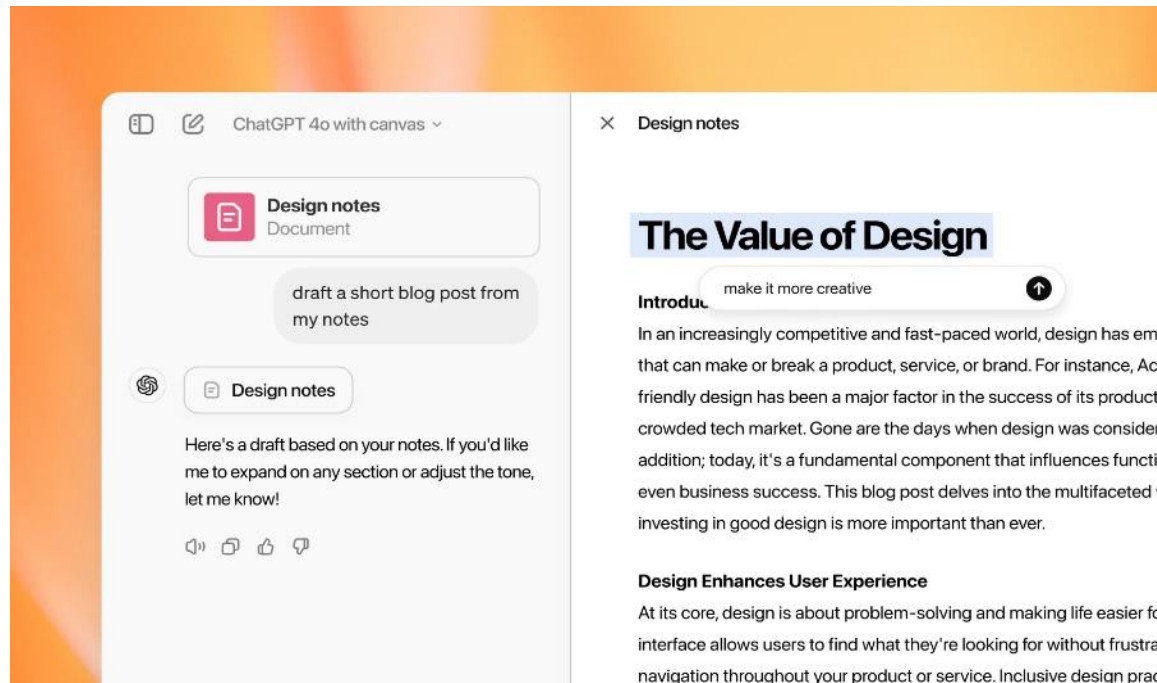 ChatGPT 4o with canvas
Design notes
Document
draft a short blog post from
my notes
Design notes
Here's a draft based on your notes. If you'd like
me to expand on any section or adjust the tone,
let me know!
Design notes
The Value of Design
make it more creative
In an increasingly competitive and fast-paced world, design has em
that can make or break a product, service, or brand. For instance, Ac
friendly design has been a major factor in the success of its product
crowded tech market. Gone are the days when design was consider
addition; today, it's a fundamental component that influences functi
even business success. This blog post delves into the multifaceted
investing in good design is more important than ever.
Design Enhances User Experience
At its core, design is about problem-solving and making life easier fo
interface allows users to find what they're looking for without frustra
navigation throughout your product or service. Inclusive design prac